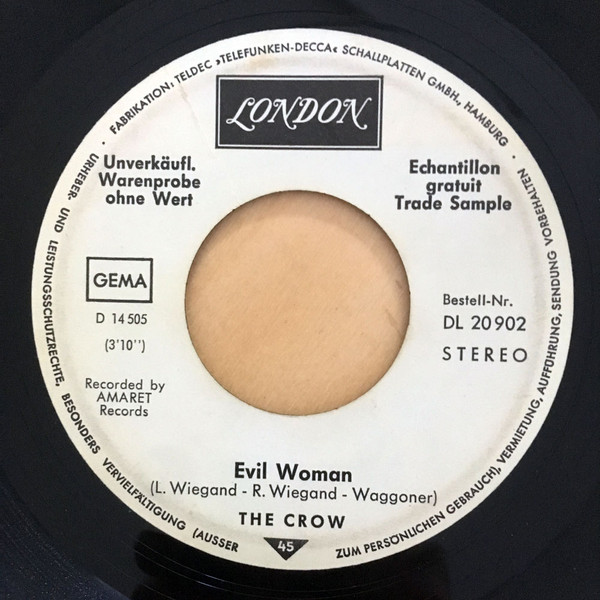 · FABRIKATION: TELDEC »TELEFUNKEN-DECCA« SCHALLPLATTEN GMBH., HAMBURG ·
URHEBER- UND LEISTUNGSSCHUTZRECHTE, BESONDERS VERVIELFÄLTIGUNG (AUSSER ZUM PERSÖNLICHEN GEBRAUCH), VERMIETUNG, AUFFÜHRUNG, SENDUNG VORBEHALTEN
LONDON
Unverkäufl.
Warenprobe
ohne Wert
Echantillon
gratuit
Trade Sample
GEMA
D 14 505
(3'10'')
Recorded by
AMARET
Records
Bestell-Nr.
DL 20 902
STEREO
Evil Woman
(L. Wiegand - R. Wiegand - Waggoner)
THE CROW
45